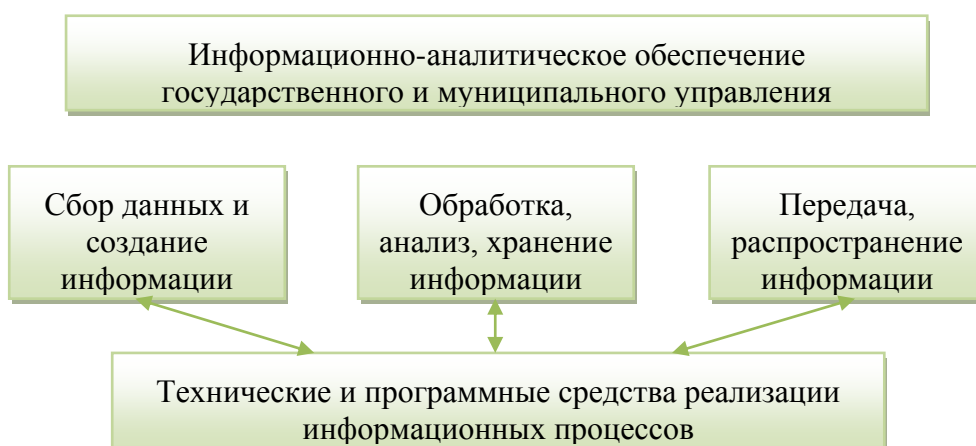 Информационно-аналитическое обеспечение
государственного и муниципального управления
Сбор данных и
создание
информации
Обработка,
анализ, хранение
информации
Передача,
распространение
информации
Технические и программные средства реализации
информационных процессов